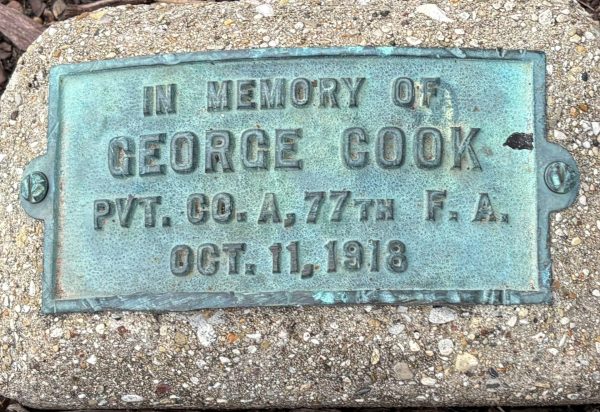 IN MEMORY OF
GEORGE COOK
PVT. CO. A, 77TH F. A.
OCT. 11, 1918